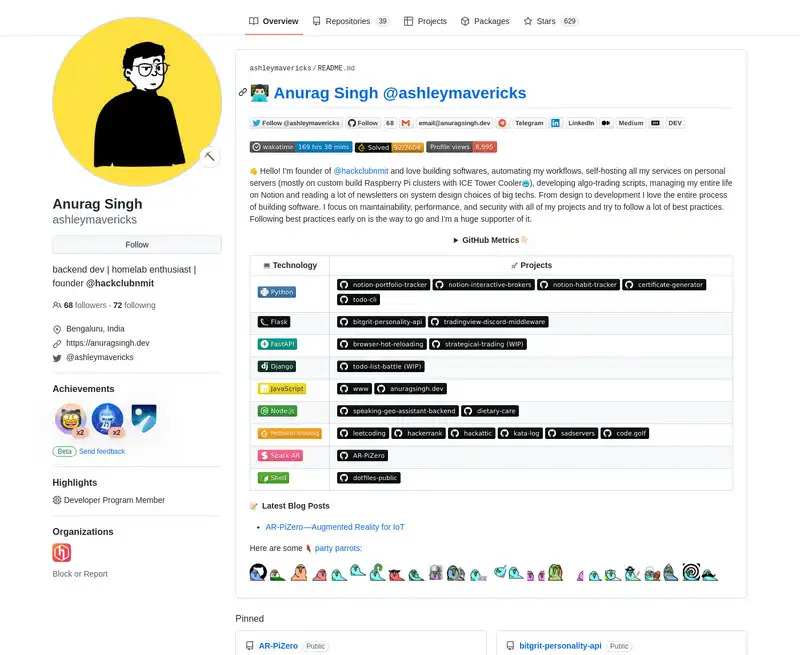 Overview Repositories 39 Projects Packages Stars 629
ashleymavericks / README.md
Anurag Singh @ashleymavericks
Follow @ashleymavericks Follow 68 email@anuragsingh.dev Telegram LinkedIn Medium DEV
wakatime 169 hrs 38 mins Solved 92/2604 Profile views 8,995
Hello! I'm founder of @hackclubnmit and love building softwares, automating my workflows, self-hosting all my services on personal
servers (mostly on custom build Raspberry Pi clusters with ICE Tower Cooler), developing algo-trading scripts, managing my entire life
on Notion and reading a lot of newsletters on system design choices of big techs. From design to development I love the entire process
of building software. I focus on maintainability, performance, and security with all of my projects and try to follow a lot of best practices.
Following best practices early on is the way to go and I'm a huge supporter of it.
GitHub Metrics
Technology Projects
Python notion-portfolio-tracker notion-interactive-brokers notion-habit-tracker certificate-generator
todo-cli
Flask bitgrit-personality-api tradingview-discord-middleware
FastAPI browser-hot-reloading strategical-trading (WIP)
Django todo-list-battle (WIP)
JavaScript www anuragsingh.dev
Node.js speaking-geo-assistant-backend dietary-care
Problem-solving leetcoding hackerrank hackattic kata-log sadservers code.golf
Spark AR AR-PiZero
Shell dotfiles-public
Latest Blog Posts
AR-PiZero—Augmented Reality for IoT
Here are some party parrots:
Anurag Singh
ashleymavericks
Follow
backend dev | homelab enthusiast |
founder @hackclubnmit
68 followers · 72 following
Bengaluru, India
https://anuragsingh.dev
@ashleymavericks
Achievements
x2 x2
Beta Send feedback
Highlights
Developer Program Member
Organizations
Block or Report
Pinned
AR-PiZero Public bitgrit-personality-api Public